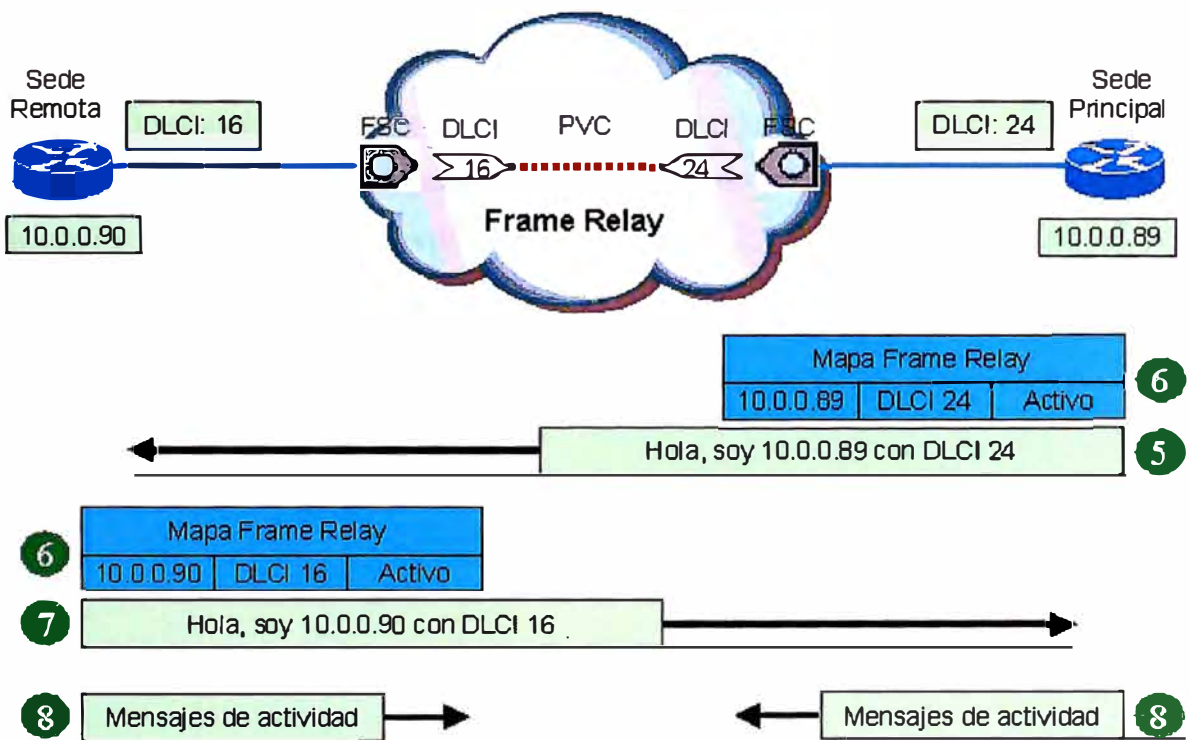 Sede
Remota
DLCI: 16
10.0.0.90
FSC DLCI PVC DLCI FSC
16 24
Frame Relay
Sede
Principal
DLCI: 24
10.0.0.89
Mapa Frame Relay
10.0.0.89 DLCI 24 Activo
6
Hola, soy 10.0.0.89 con DLCI 24
5
Mapa Frame Relay
6
10.0.0.90 DLCI 16 Activo
7
Hola, soy 10.0.0.90 con DLCI 16
8 Mensajes de actividad
Mensajes de actividad 8